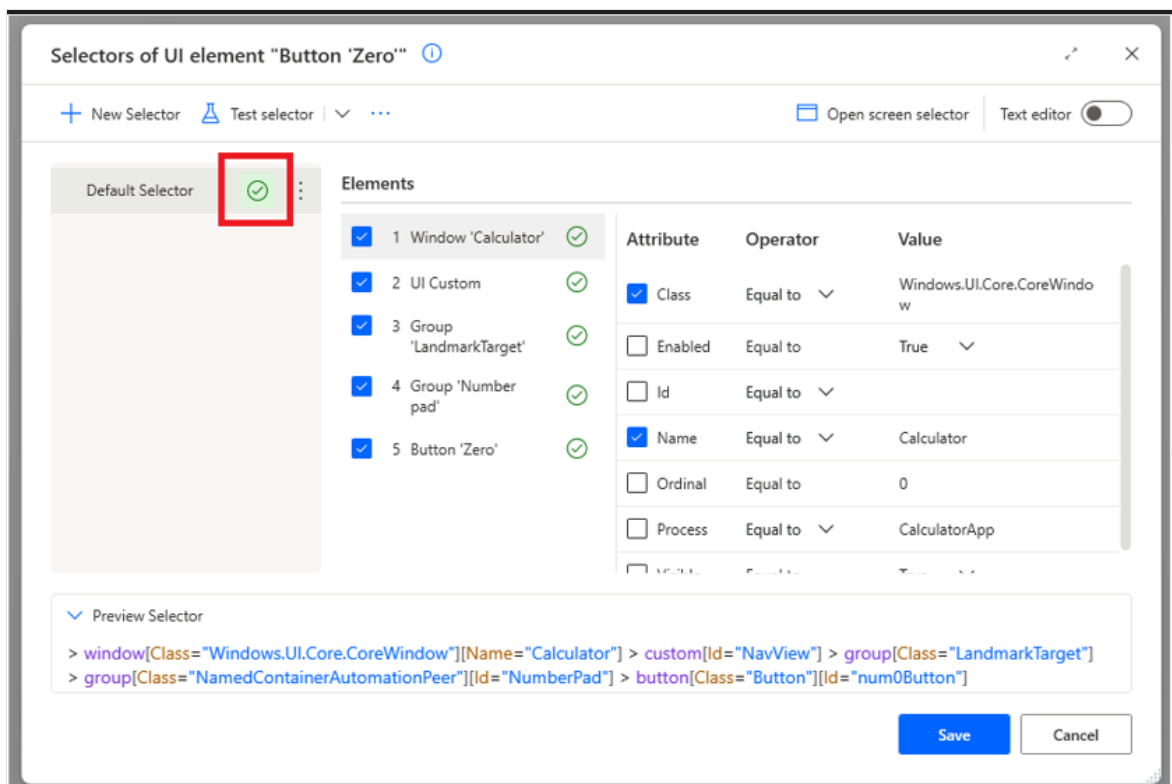 Selectors of UI element "Button 'Zero'"
New Selector Test selector Open screen selector Text editor
Default Selector
Elements
1 Window 'Calculator'
2 UI Custom
3 Group
'LandmarkTarget'
4 Group 'Number
pad'
5 Button 'Zero'
Attribute Operator Value
Class Equal to Windows.UI.Core.CoreWindo
w
Enabled Equal to True
Id Equal to
Name Equal to Calculator
Ordinal Equal to 0
Process Equal to CalculatorApp
Preview Selector
> window[Class="Windows.UI.Core.CoreWindow"][Name="Calculator"] > custom[Id="NavView"] > group[Class="LandmarkTarget"]
> group[Class="NamedContainerAutomationPeer"][Id="NumberPad"] > button[Class="Button"][Id="num0Button"]
Save Cancel